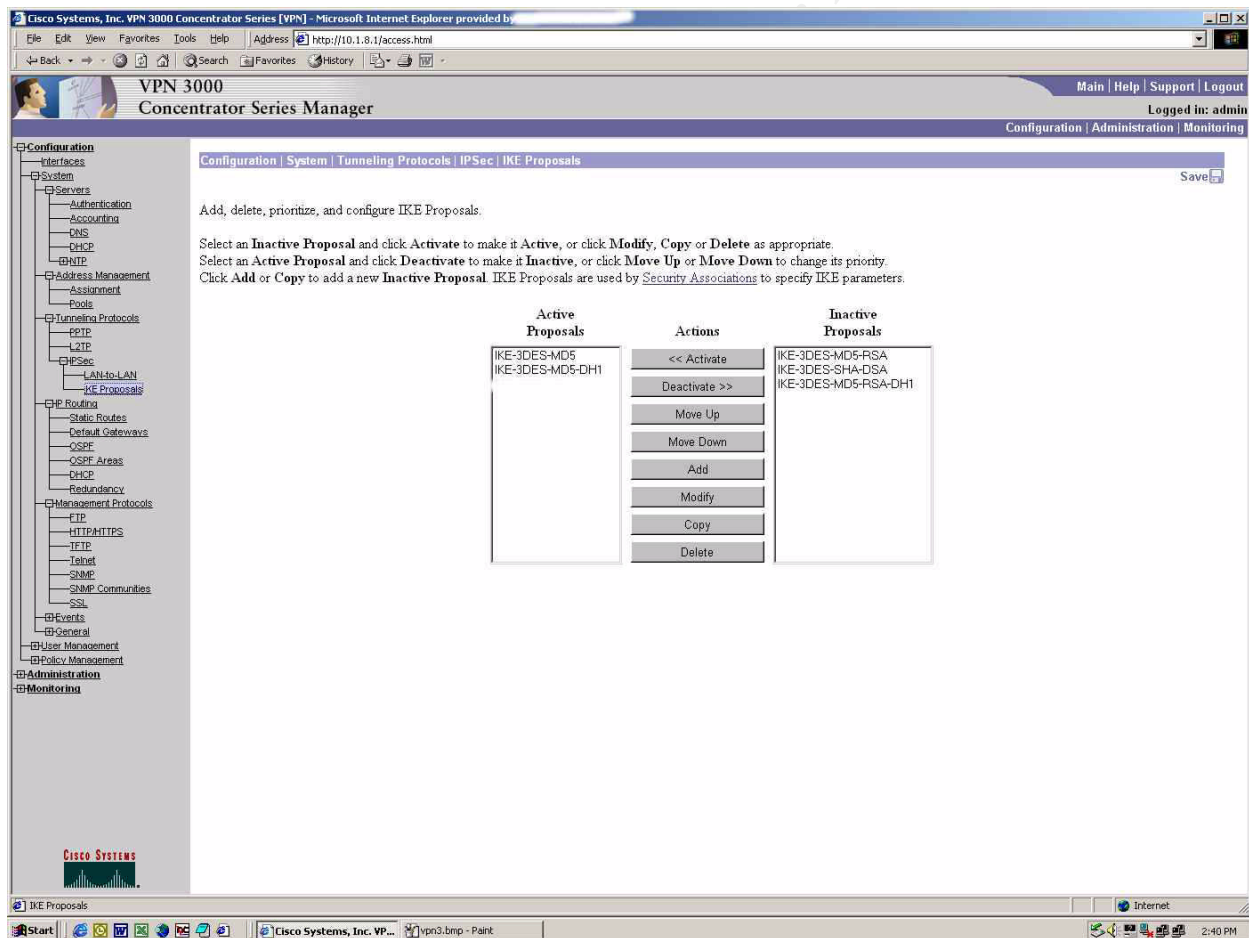 Cisco Systems, Inc. VPN 3000 Concentrator Series [VPN] - Microsoft Internet Explorer provided by
File Edit View Favorites Tools Help Address http://10.1.8.1/access.html
Back Search Favorites History
VPN 3000
Concentrator Series Manager
Main | Help | Support | Logout
Logged in: admin
Configuration | Administration | Monitoring
Configuration
Interfaces
System
Servers
Authentication
Accounting
DNS
DHCP
NTP
Address Management
Assignment
Pools
Tunneling Protocols
PPTP
L2TP
IPSec
LAN-to-LAN
IKE Proposals
IP Routing
Static Routes
Default Gateways
OSPF
OSPF Areas
DHCP
Redundancy
Management Protocols
FTP
HTTP/HTTPS
TFTP
Telnet
SNMP
SNMP Communities
SSL
Events
General
User Management
Policy Management
Administration
Monitoring
CISCO SYSTEMS
Configuration | System | Tunneling Protocols | IPSec | IKE Proposals
Save
Add, delete, prioritize, and configure IKE Proposals.
Select an Inactive Proposal and click Activate to make it Active, or click Modify, Copy or Delete as appropriate.
Select an Active Proposal and click Deactivate to make it Inactive, or click Move Up or Move Down to change its priority.
Click Add or Copy to add a new Inactive Proposal. IKE Proposals are used by Security Associations to specify IKE parameters.
Active
Proposals
IKE-3DES-MD5
IKE-3DES-MD5-DH1
Actions
<< Activate
Deactivate >>
Move Up
Move Down
Add
Modify
Copy
Delete
Inactive
Proposals
IKE-3DES-MD5-RSA
IKE-3DES-SHA-DSA
IKE-3DES-MD5-RSA-DH1
IKE Proposals
Internet
Start Cisco Systems, Inc. VP... vpn3.bmp - Paint 2:40 PM